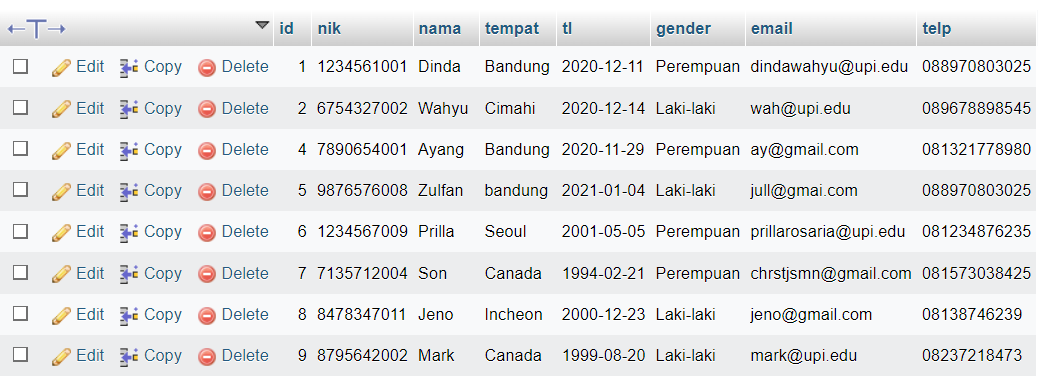 id nik nama tempat tl gender email telp
Edit Copy Delete 1 1234561001 Dinda Bandung 2020-12-11 Perempuan dindawahyu@upi.edu 088970803025
Edit Copy Delete 2 6754327002 Wahyu Cimahi 2020-12-14 Laki-laki wah@upi.edu 089678898545
Edit Copy Delete 4 7890654001 Ayang Bandung 2020-11-29 Perempuan ay@gmail.com 081321778980
Edit Copy Delete 5 9876576008 Zulfan bandung 2021-01-04 Laki-laki jull@gmai.com 088970803025
Edit Copy Delete 6 1234567009 Prilla Seoul 2001-05-05 Perempuan prillarosaria@upi.edu 081234876235
Edit Copy Delete 7 7135712004 Son Canada 1994-02-21 Perempuan chrstjsmn@gmail.com 081573038425
Edit Copy Delete 8 8478347011 Jeno Incheon 2000-12-23 Laki-laki jeno@gmail.com 08138746239
Edit Copy Delete 9 8795642002 Mark Canada 1999-08-20 Laki-laki mark@upi.edu 08237218473